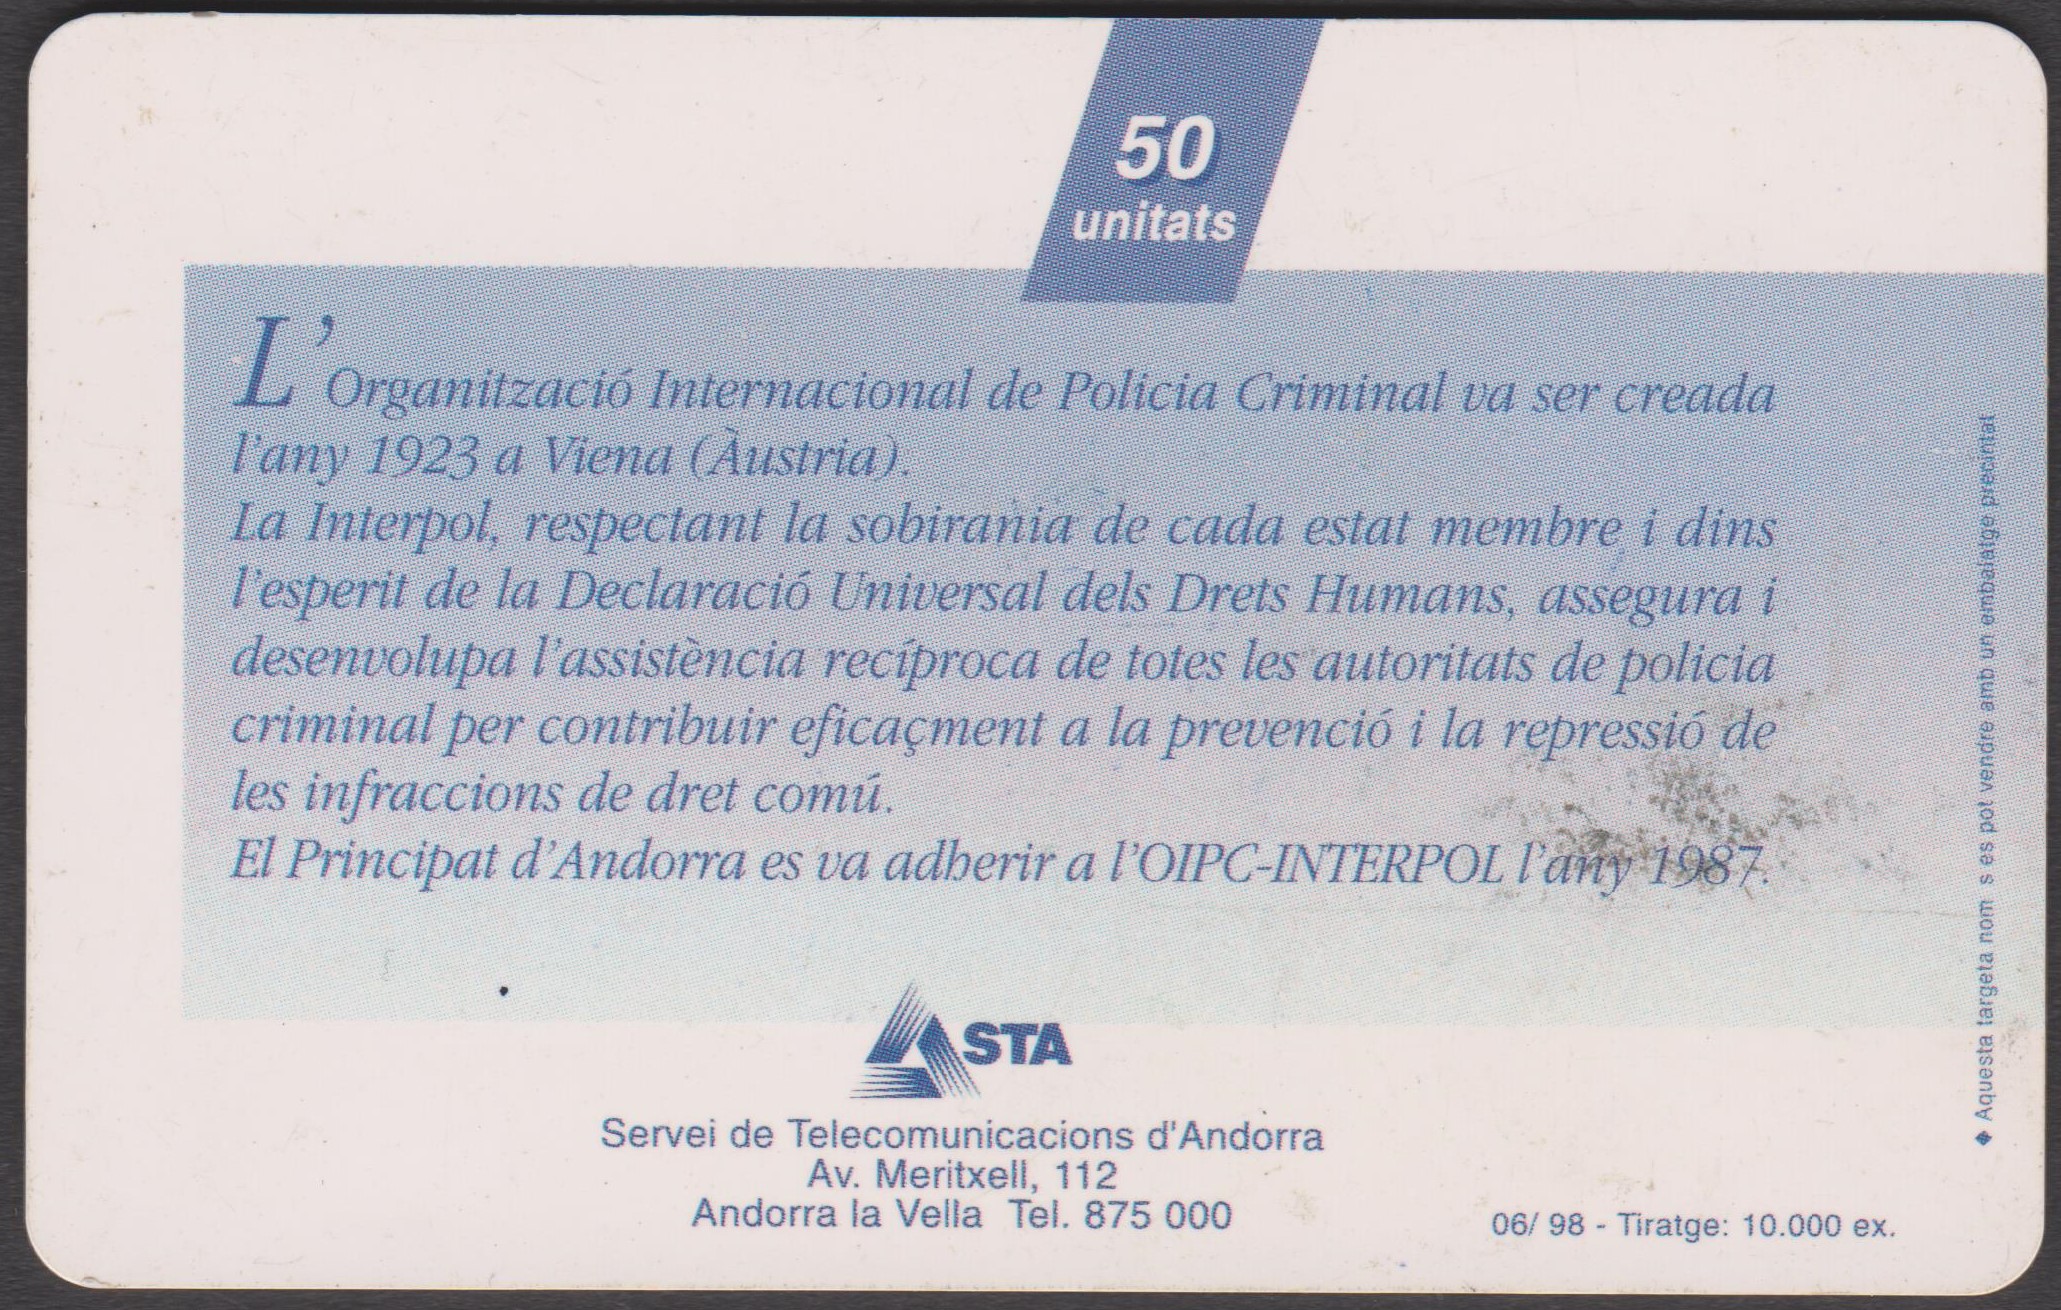 50
unitats
L'Organització Internacional de Policia Criminal va ser creada
l'any 1923 a Viena (Àustria).
La Interpol, respectant la sobirania de cada estat membre i dins
l'esperit de la Declaració Universal dels Drets Humans, assegura i
desenvolupa l'assistència recíproca de totes les autoritats de policia
criminal per contribuir eficaçment a la prevenció i la repressió de
les infraccions de dret comú.
El Principat d'Andorra es va adherir a l'OIPC-INTERPOL l'any 1987.
STA
Servei de Telecomunicacions d'Andorra
Av. Meritxell, 112
Andorra la Vella Tel. 875 000
06/ 98 - Tiratge: 10.000 ex.
◆ Aquesta targeta nom s es pot vendre amb un embalatge precintat